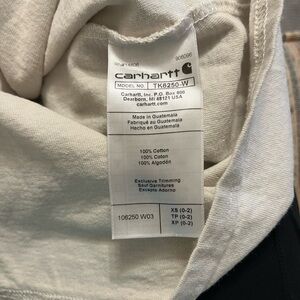 carhartt
MODEL NO. TK6250-W
Carhartt, Inc. P.O. Box 600
Dearborn, MI 48121 USA
carhartt.com
Made in Guatemala
Fabriqué au Guatemala
Hecho en Guatemala
100% Cotton
100% Coton
100% Algodón
Exclusive Trimming
Sauf Garnitures
Excepto Adorno
106250 W03
XS (0-2)
TP (0-2)
XP (0-2)